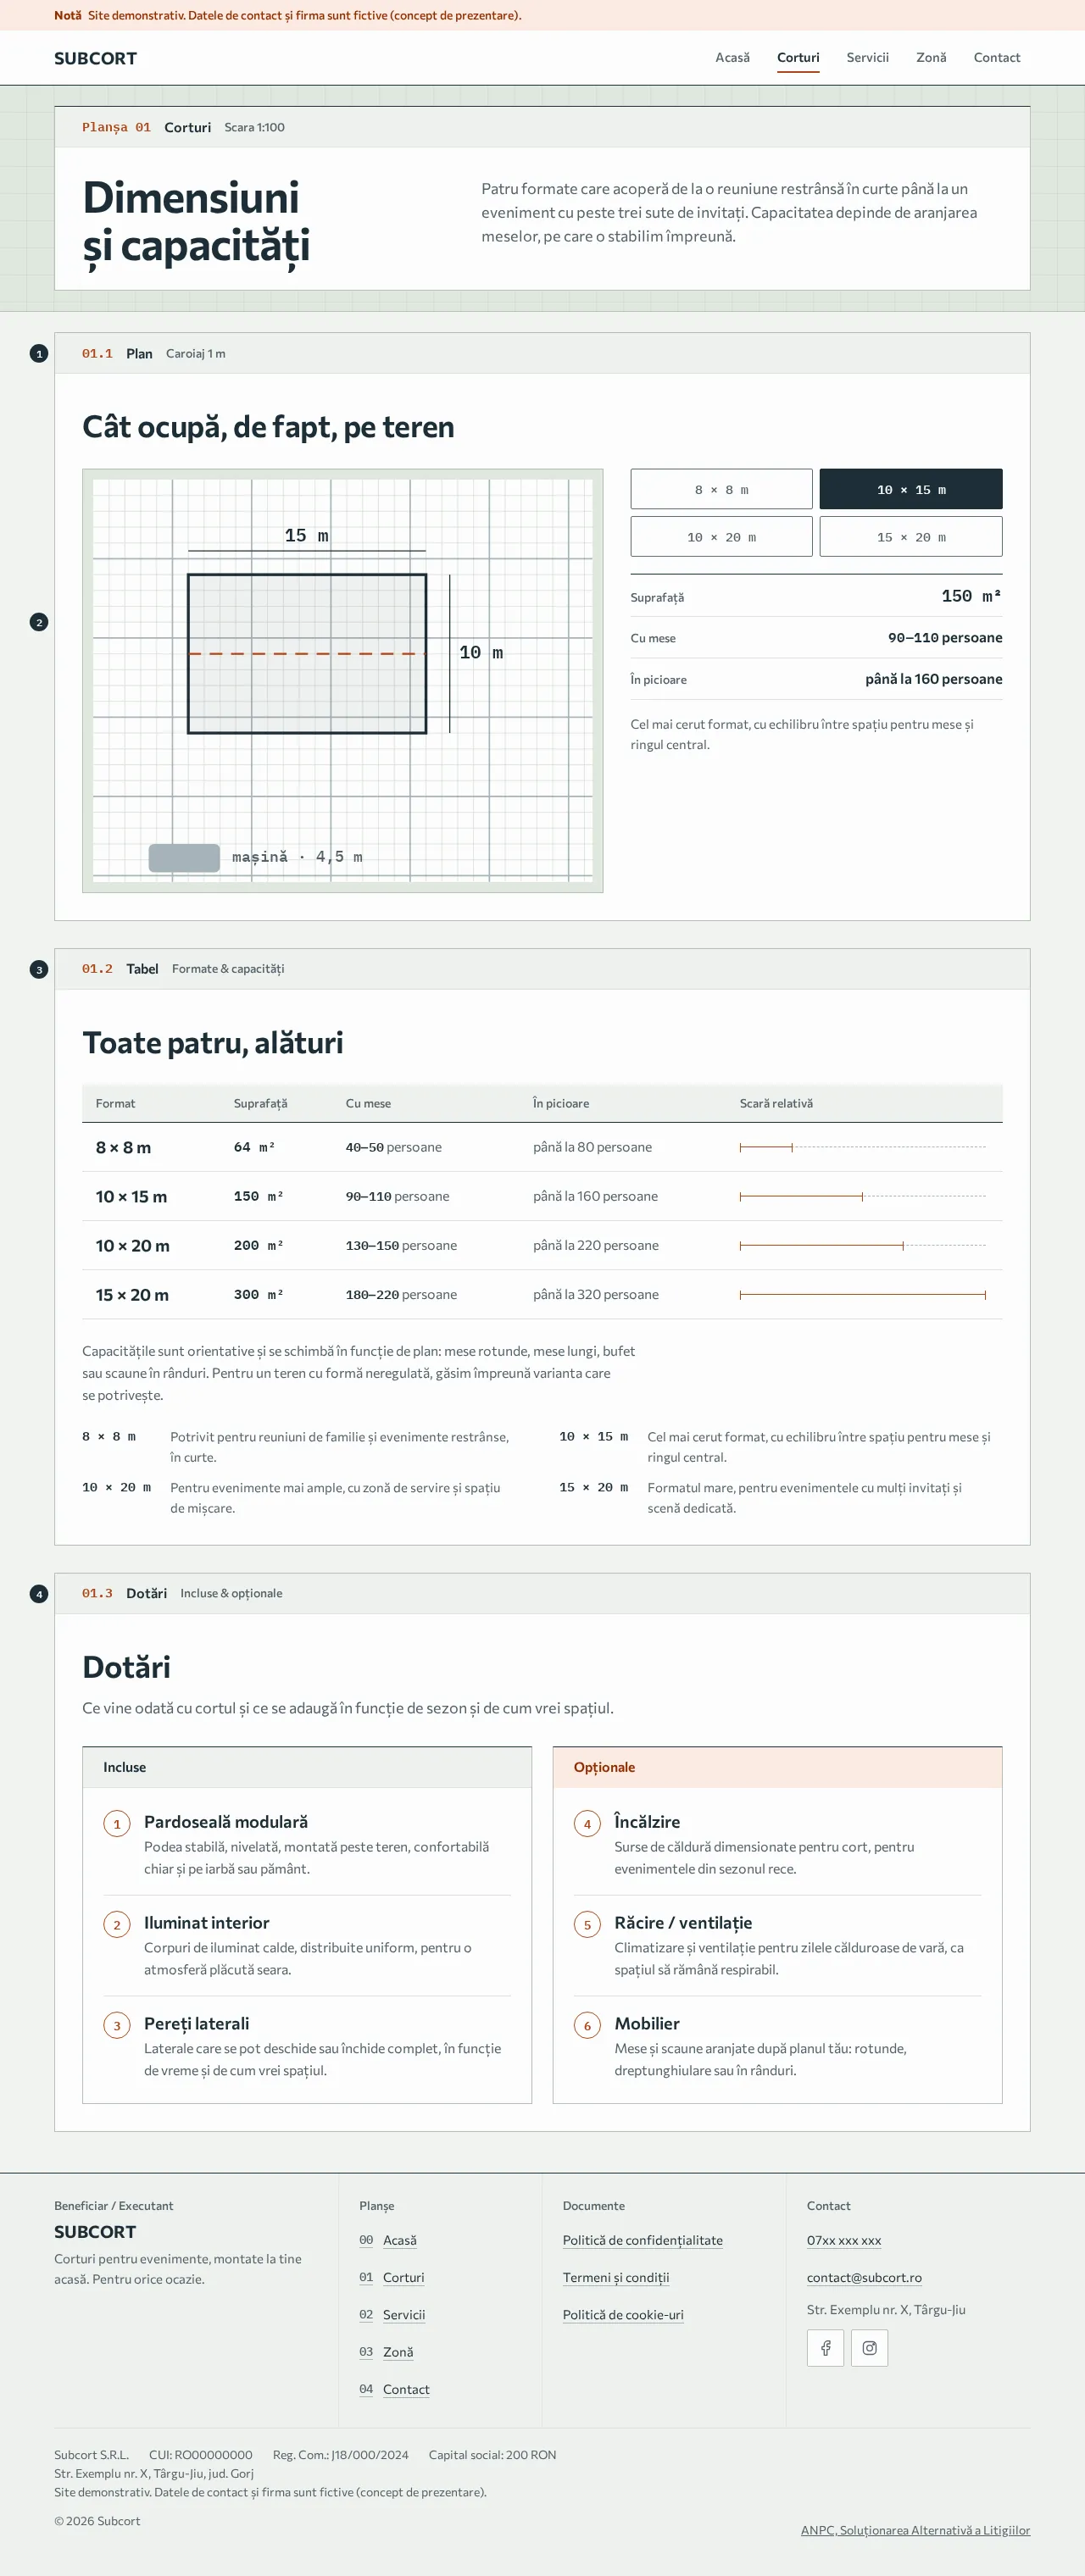 Notă Site demonstrativ. Datele de contact și firma sunt fictive (concept de prezentare).
SUBCORT
Acasă Corturi Servicii Zonă Contact
Planșa 01 Corturi Scara 1:100
Dimensiuni
și capacități
Patru formate care acoperă de la o reuniune restrânsă în curte până la un
eveniment cu peste trei sute de invitați. Capacitatea depinde de aranjarea
meselor, pe care o stabilim împreună.
1
01.1 Plan Caroiaj 1 m
Cât ocupă, de fapt, pe teren
2
15 m
10 m
mașină · 4,5 m
8 × 8 m
10 × 15 m
10 × 20 m
15 × 20 m
Suprafață 150 m²
Cu mese 90–110 persoane
În picioare până la 160 persoane
Cel mai cerut format, cu echilibru între spațiu pentru mese și
ringul central.
3
01.2 Tabel Formate & capacități
Toate patru, alături
Format Suprafață Cu mese În picioare Scară relativă
8 × 8 m 64 m² 40–50 persoane până la 80 persoane
10 × 15 m 150 m² 90–110 persoane până la 160 persoane
10 × 20 m 200 m² 130–150 persoane până la 220 persoane
15 × 20 m 300 m² 180–220 persoane până la 320 persoane
Capacitățile sunt orientative și se schimbă în funcție de plan: mese rotunde, mese lungi, bufet
sau scaune în rânduri. Pentru un teren cu formă neregulată, găsim împreună varianta care
se potrivește.
8 × 8 m Potrivit pentru reuniuni de familie și evenimente restrânse,
în curte.
10 × 15 m Cel mai cerut format, cu echilibru între spațiu pentru mese și
ringul central.
10 × 20 m Pentru evenimente mai ample, cu zonă de servire și spațiu
de mișcare.
15 × 20 m Formatul mare, pentru evenimentele cu mulți invitați și
scenă dedicată.
4
01.3 Dotări Incluse & opționale
Dotări
Ce vine odată cu cortul și ce se adaugă în funcție de sezon și de cum vrei spațiul.
Incluse
1 Pardoseală modulară
Podea stabilă, nivelată, montată peste teren, confortabilă
chiar și pe iarbă sau pământ.
2 Iluminat interior
Corpuri de iluminat calde, distribuite uniform, pentru o
atmosferă plăcută seara.
3 Pereți laterali
Laterale care se pot deschide sau închide complet, în funcție
de vreme și de cum vrei spațiul.
Opționale
4 Încălzire
Surse de căldură dimensionate pentru cort, pentru
evenimentele din sezonul rece.
5 Răcire / ventilație
Climatizare și ventilație pentru zilele călduroase de vară, ca
spațiul să rămână respirabil.
6 Mobilier
Mese și scaune aranjate după planul tău: rotunde,
dreptunghiulare sau în rânduri.
Beneficiar / Executant
SUBCORT
Corturi pentru evenimente, montate la tine
acasă. Pentru orice ocazie.
Planșe
00 Acasă
01 Corturi
02 Servicii
03 Zonă
04 Contact
Documente
Politică de confidențialitate
Termeni și condiții
Politică de cookie-uri
Contact
07xx xxx xxx
contact@subcort.ro
Str. Exemplu nr. X, Târgu-Jiu
Subcort S.R.L. CUI: RO00000000 Reg. Com.: J18/000/2024 Capital social: 200 RON
Str. Exemplu nr. X, Târgu-Jiu, jud. Gorj
Site demonstrativ. Datele de contact și firma sunt fictive (concept de prezentare).
© 2026 Subcort
ANPC, Soluționarea Alternativă a Litigiilor